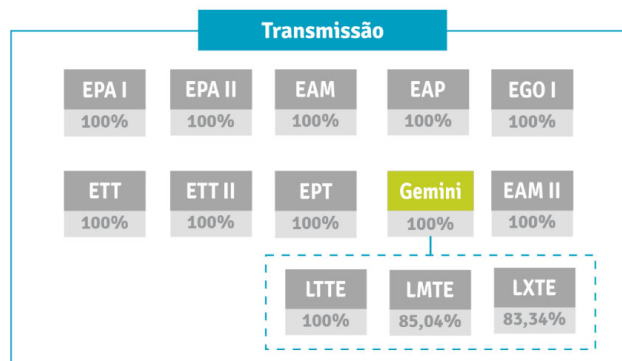 Transmissão
EPA I EPA II EAM EAP EGO I
100% 100% 100% 100% 100%
ETT ETT II EPT Gemini EAM II
100% 100% 100% 100% 100%
LTTE LMTE LXTE
100% 85,04% 83,34%